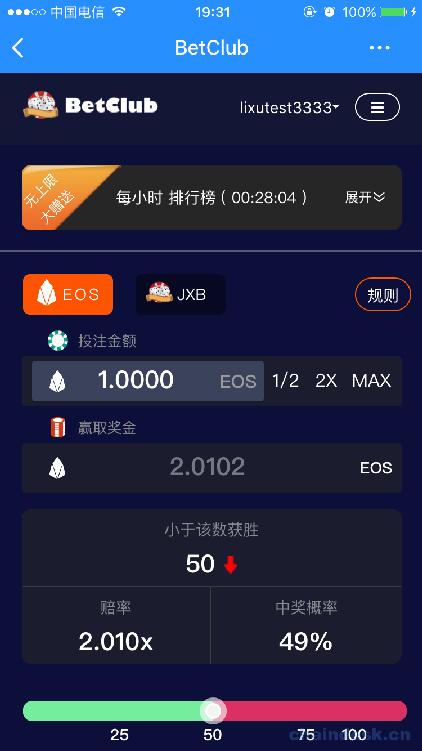 中国电信 19:31 100%
BetClub
BetClub lixutest3333
无上限
大赠送
每小时 排行榜 ( 00:28:04 ) 展开
EOS JXB 规则
投注金额
1.0000 EOS 1/2 2X MAX
赢取奖金
2.0102 EOS
小于该数获胜
50
赔率 中奖概率
2.010x 49%
25 50 75 100